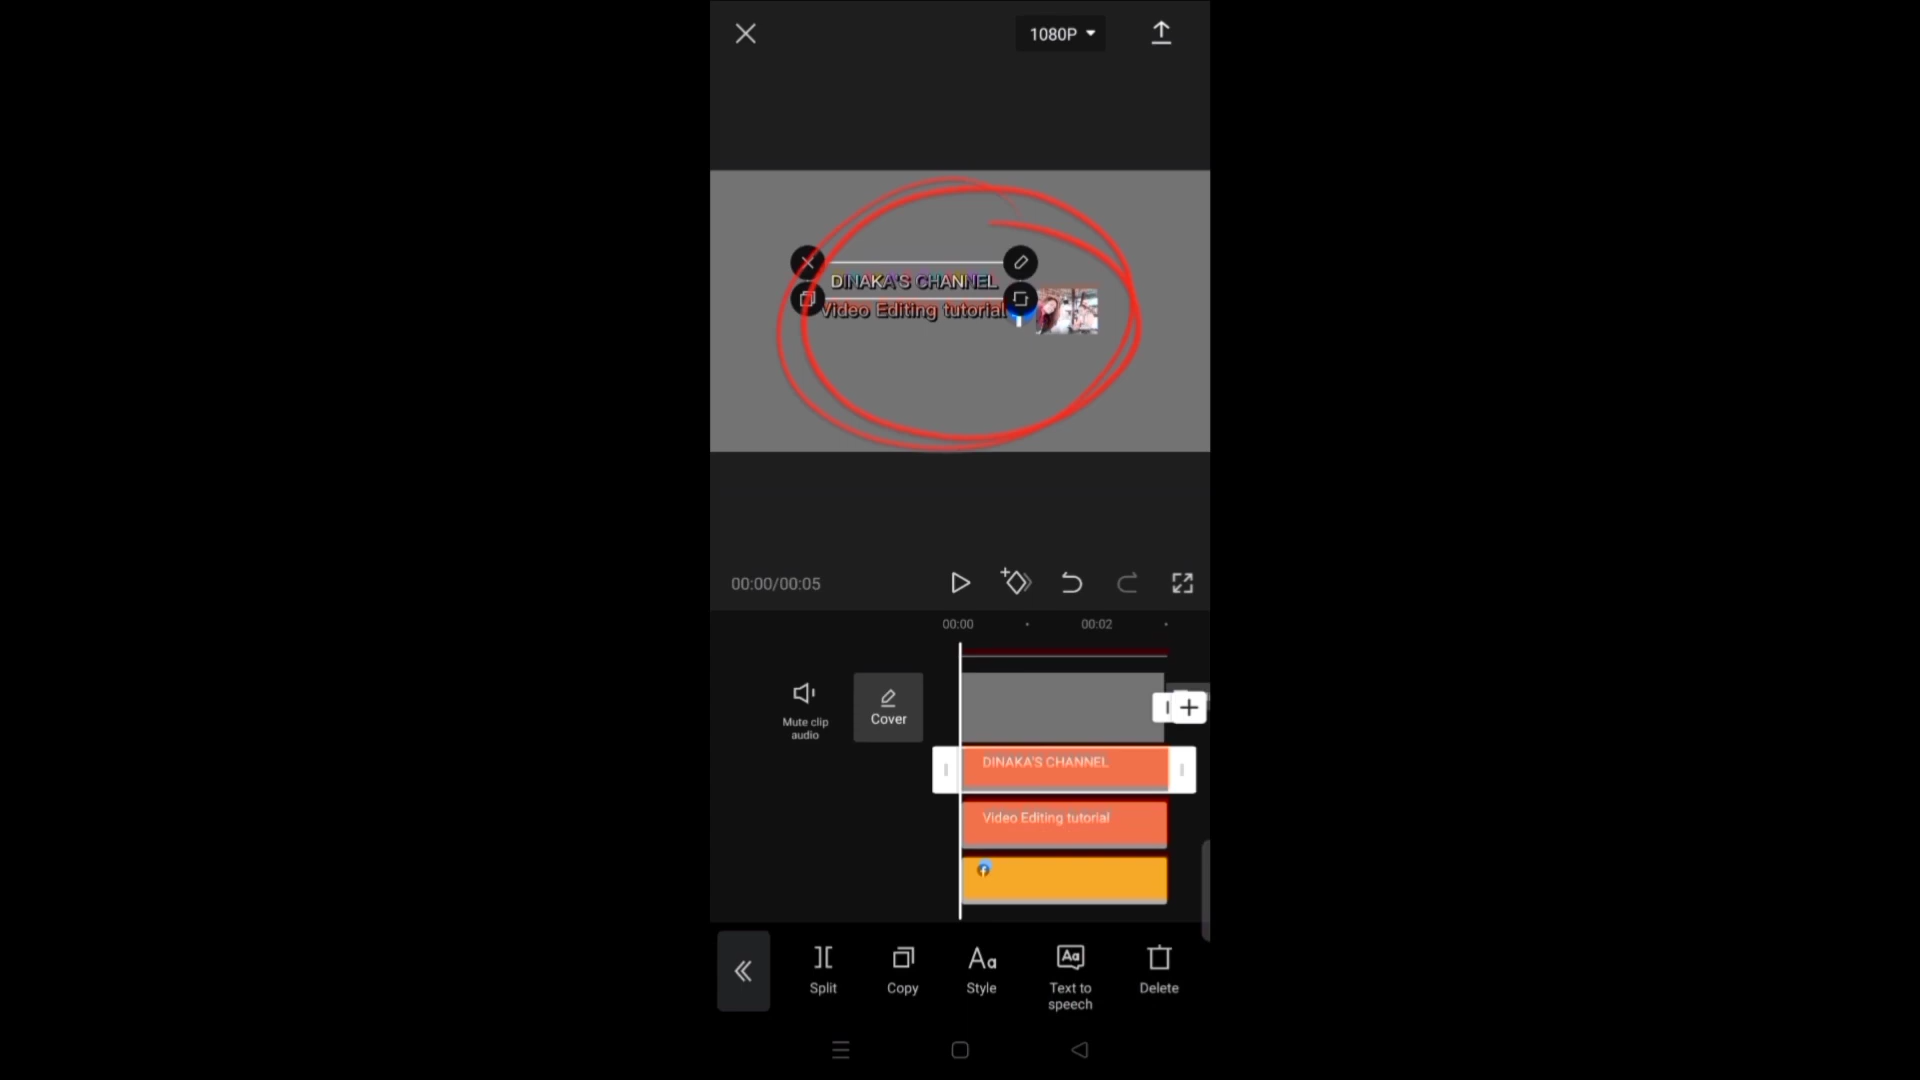 1080P
DINAKA'S CHANNEL
Video Editing tutorial
00:00/00:05
00:00
00:02
Mute clip
audio
Cover
DINAKA'S CHANNEL
Video Editing tutorial
Split
Copy
Style
Text to
speech
Delete